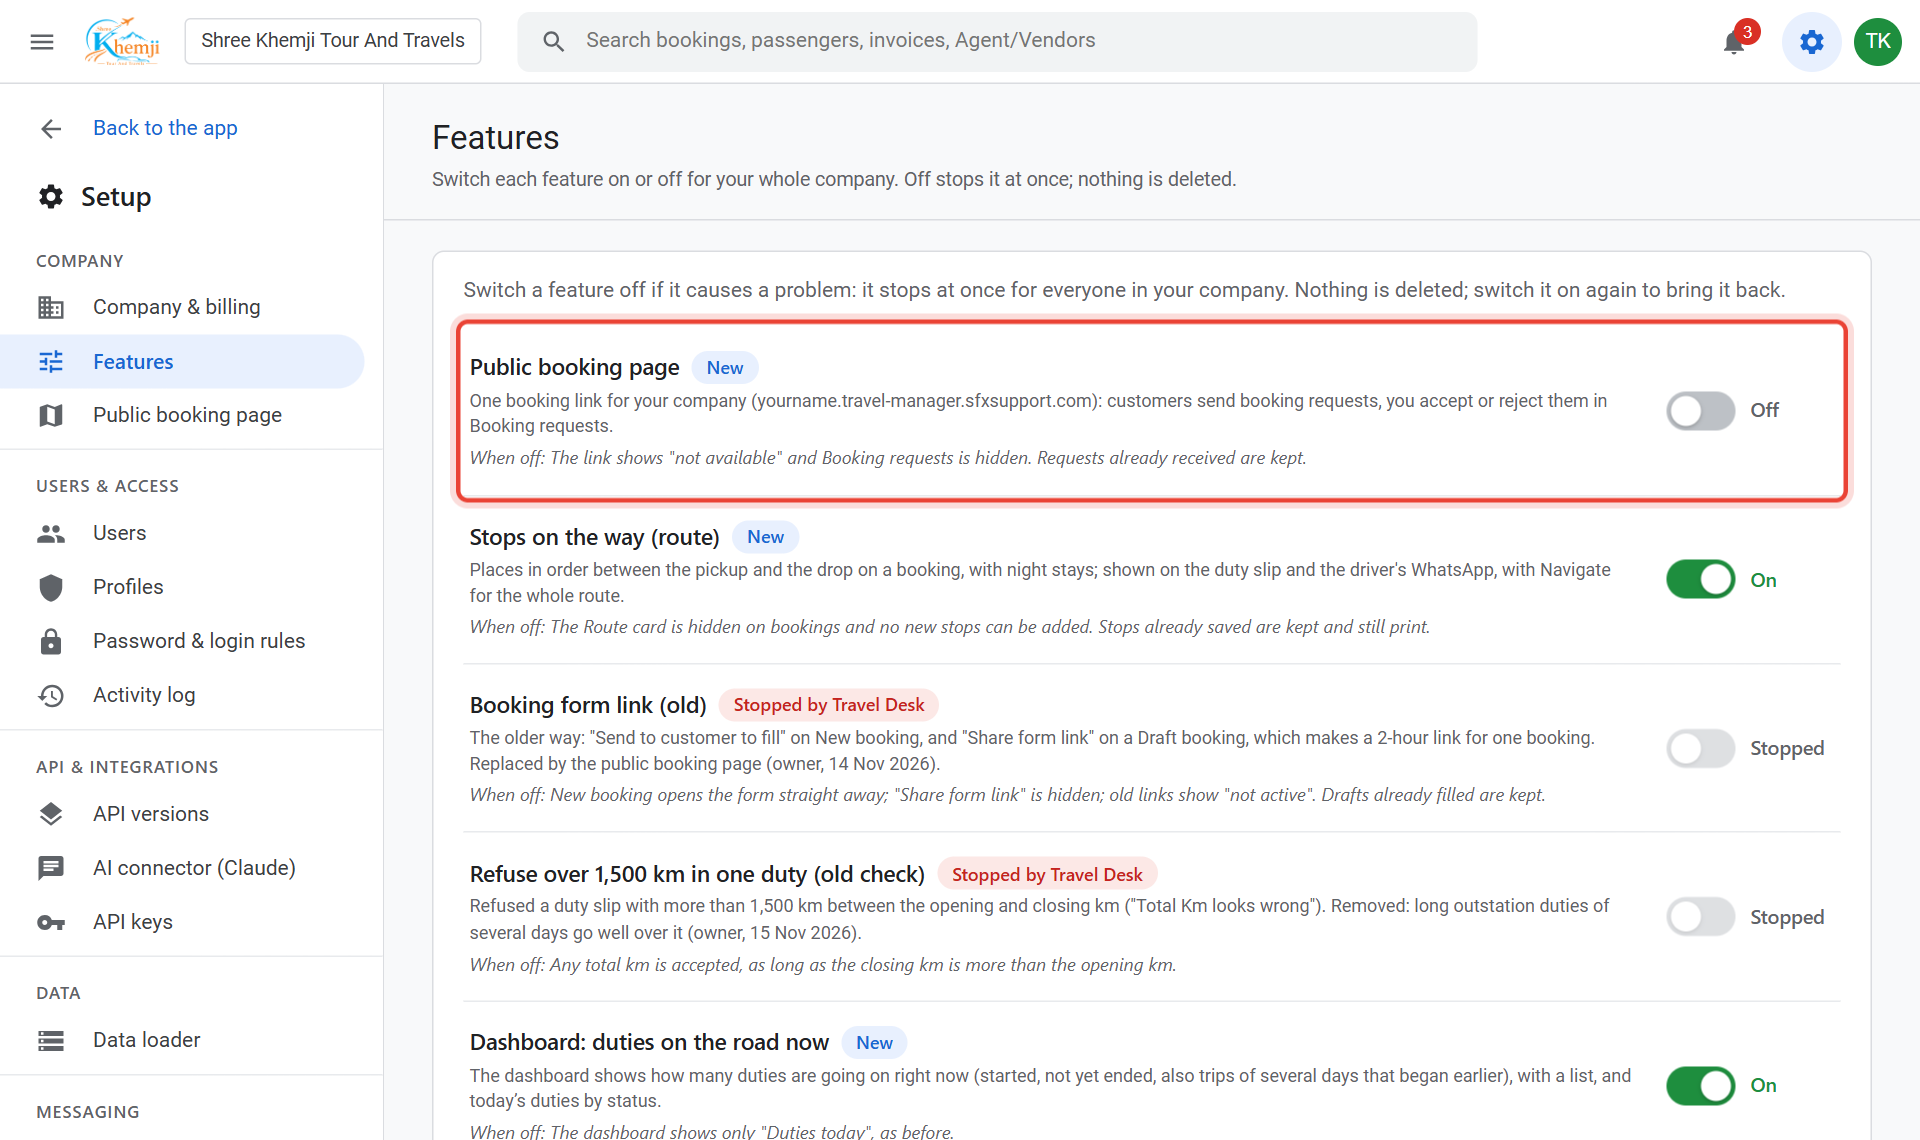 Khemji
Shree Khemji Tour And Travels
Search bookings, passengers, invoices, Agent/Vendors
3
TK
Back to the app
Setup
COMPANY
Company & billing
Features
Public booking page
USERS & ACCESS
Users
Profiles
Password & login rules
Activity log
API & INTEGRATIONS
API versions
AI connector (Claude)
API keys
DATA
Data loader
MESSAGING
Features
Switch each feature on or off for your whole company. Off stops it at once; nothing is deleted.
Switch a feature off if it causes a problem: it stops at once for everyone in your company. Nothing is deleted; switch it on again to bring it back.
Public booking page New
One booking link for your company (yourname.travel-manager.sfxsupport.com): customers send booking requests, you accept or reject them in
Booking requests.
When off: The link shows "not available" and Booking requests is hidden. Requests already received are kept.
Off
Stops on the way (route) New
Places in order between the pickup and the drop on a booking, with night stays; shown on the duty slip and the driver's WhatsApp, with Navigate
for the whole route.
When off: The Route card is hidden on bookings and no new stops can be added. Stops already saved are kept and still print.
On
Booking form link (old) Stopped by Travel Desk
The older way: "Send to customer to fill" on New booking, and "Share form link" on a Draft booking, which makes a 2-hour link for one booking.
Replaced by the public booking page (owner, 14 Nov 2026).
When off: New booking opens the form straight away; "Share form link" is hidden; old links show "not active". Drafts already filled are kept.
Stopped
Refuse over 1,500 km in one duty (old check) Stopped by Travel Desk
Refused a duty slip with more than 1,500 km between the opening and closing km ("Total Km looks wrong"). Removed: long outstation duties of
several days go well over it (owner, 15 Nov 2026).
When off: Any total km is accepted, as long as the closing km is more than the opening km.
Stopped
Dashboard: duties on the road now New
The dashboard shows how many duties are going on right now (started, not yet ended, also trips of several days that began earlier), with a list, and
today's duties by status.
When off: The dashboard shows only "Duties today", as before.
On